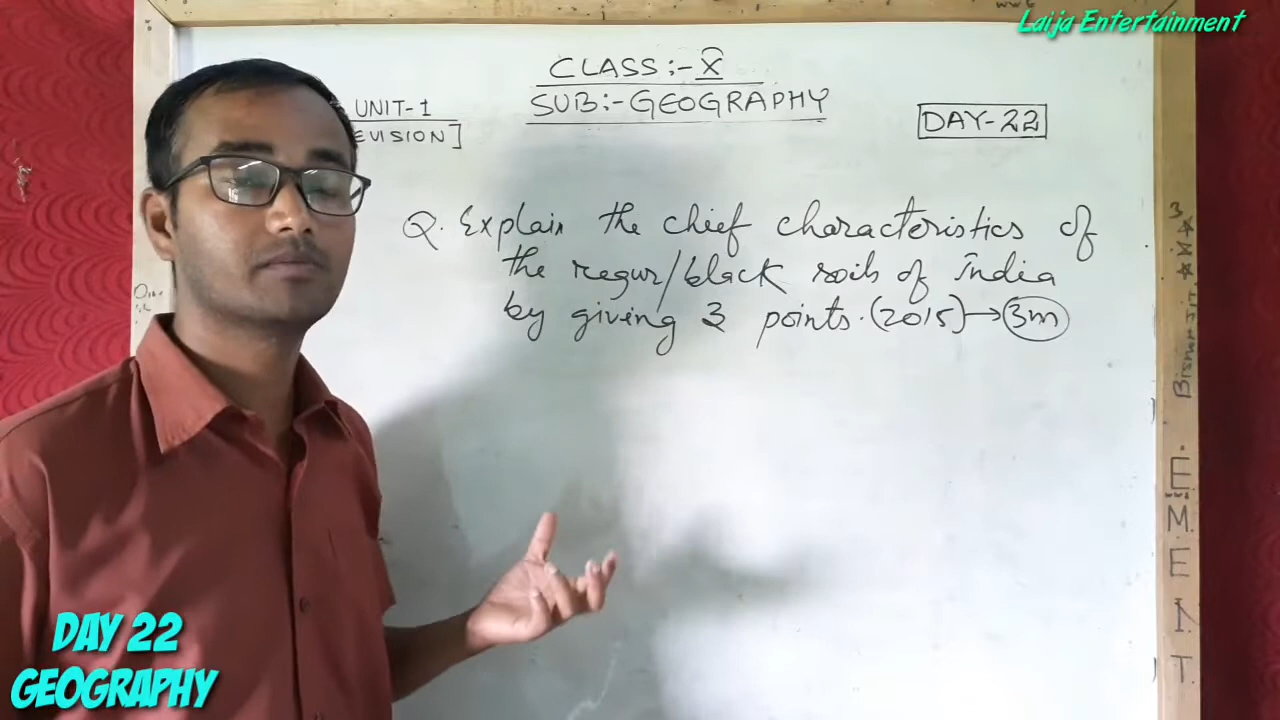 Laija Entertainment
CLASS :- X
SUB:- GEOGRAPHY
UNIT-1
EVISION]
DAY-22
Q. Explain the chief characteristics of
the regur/black soils of India
by giving 3 points. (2015) → 3m
EMENT
DAY 22
GEOGRAPHY